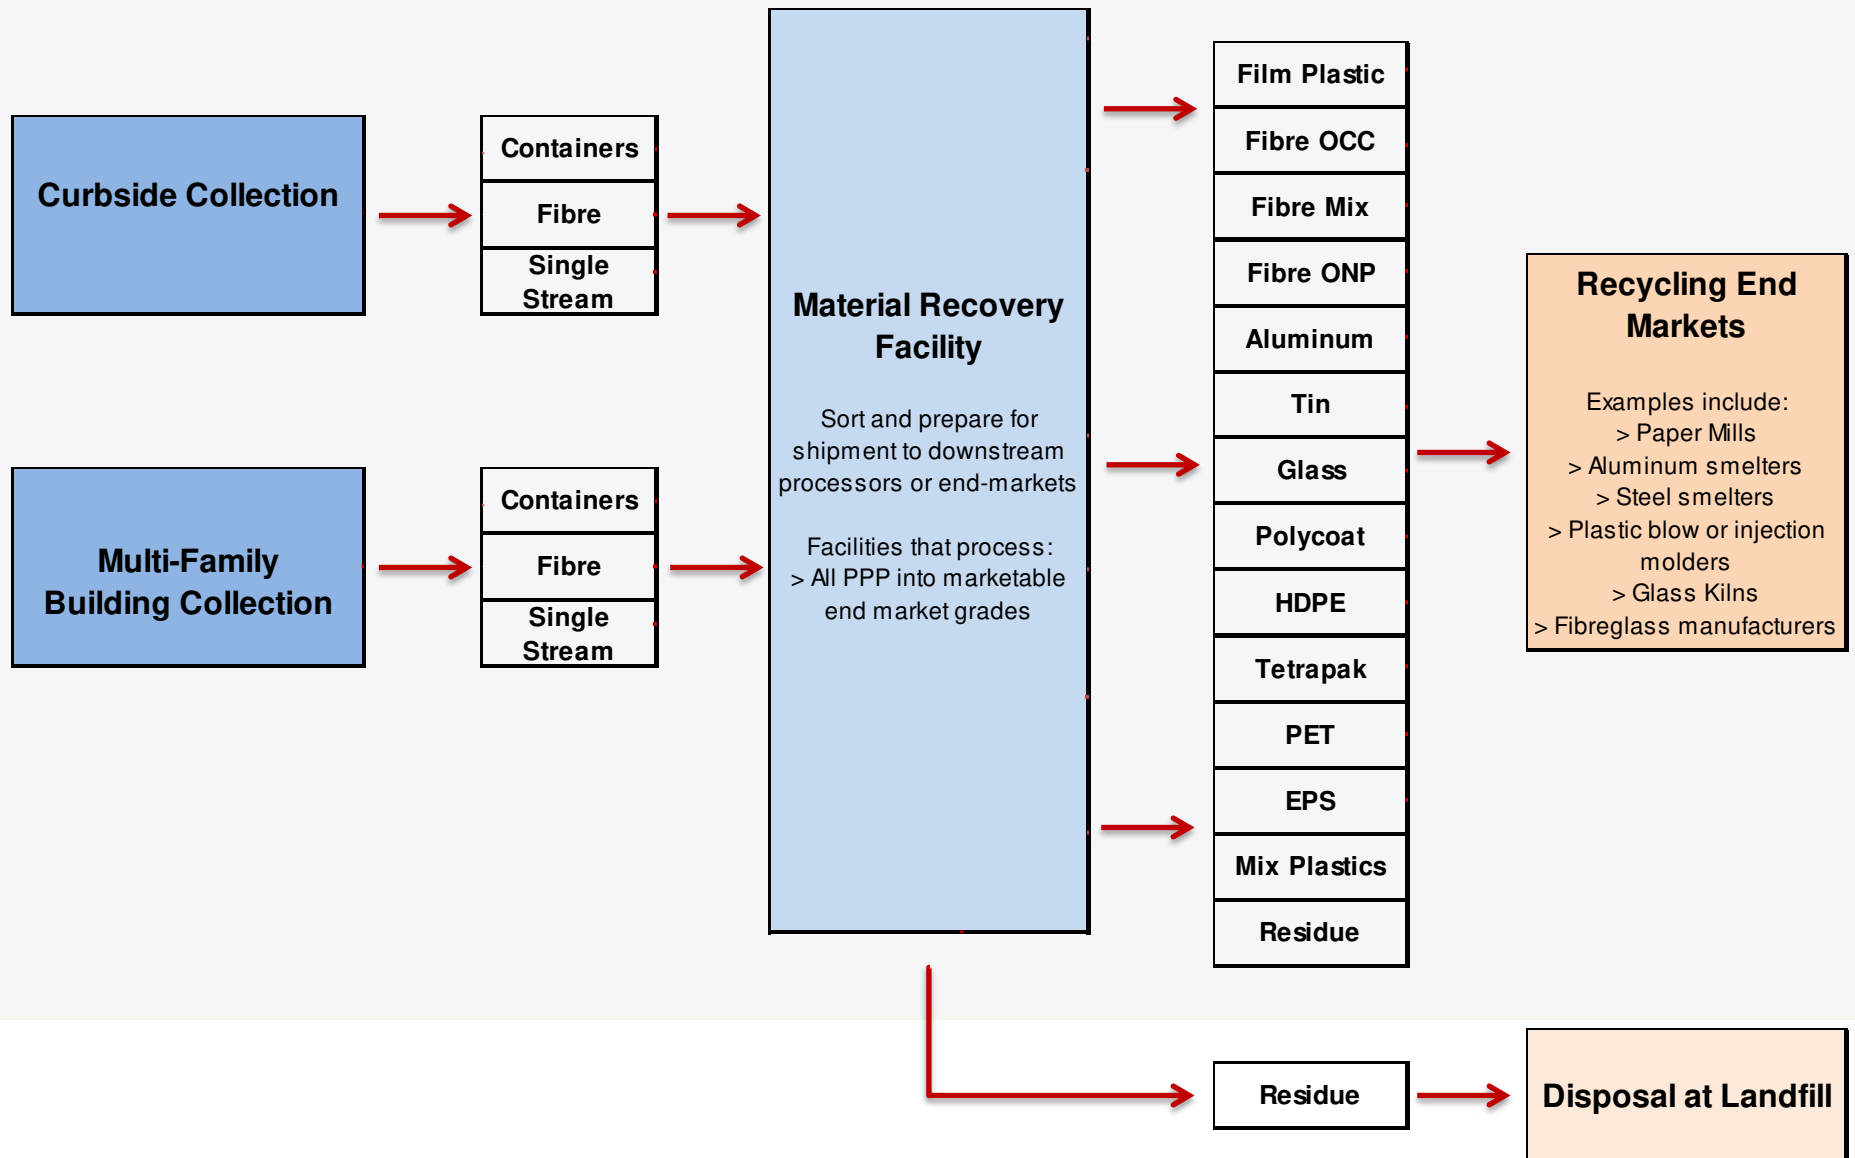 Curbside Collection
Containers
Fibre
Single
Stream
Multi-Family
Building Collection
Containers
Fibre
Single
Stream
Material Recovery
Facility
Sort and prepare for
shipment to downstream
processors or end-markets
Facilities that process:
> All PPP into marketable
end market grades
Film Plastic
Fibre OCC
Fibre Mix
Fibre ONP
Aluminum
Tin
Glass
Polycoat
HDPE
Tetrapak
PET
EPS
Mix Plastics
Residue
Recycling End
Markets
Examples include:
> Paper Mills
> Aluminum smelters
> Steel smelters
> Plastic blow or injection
molders
> Glass Kilns
> Fibreglass manufacturers
Residue
Disposal at Landfill